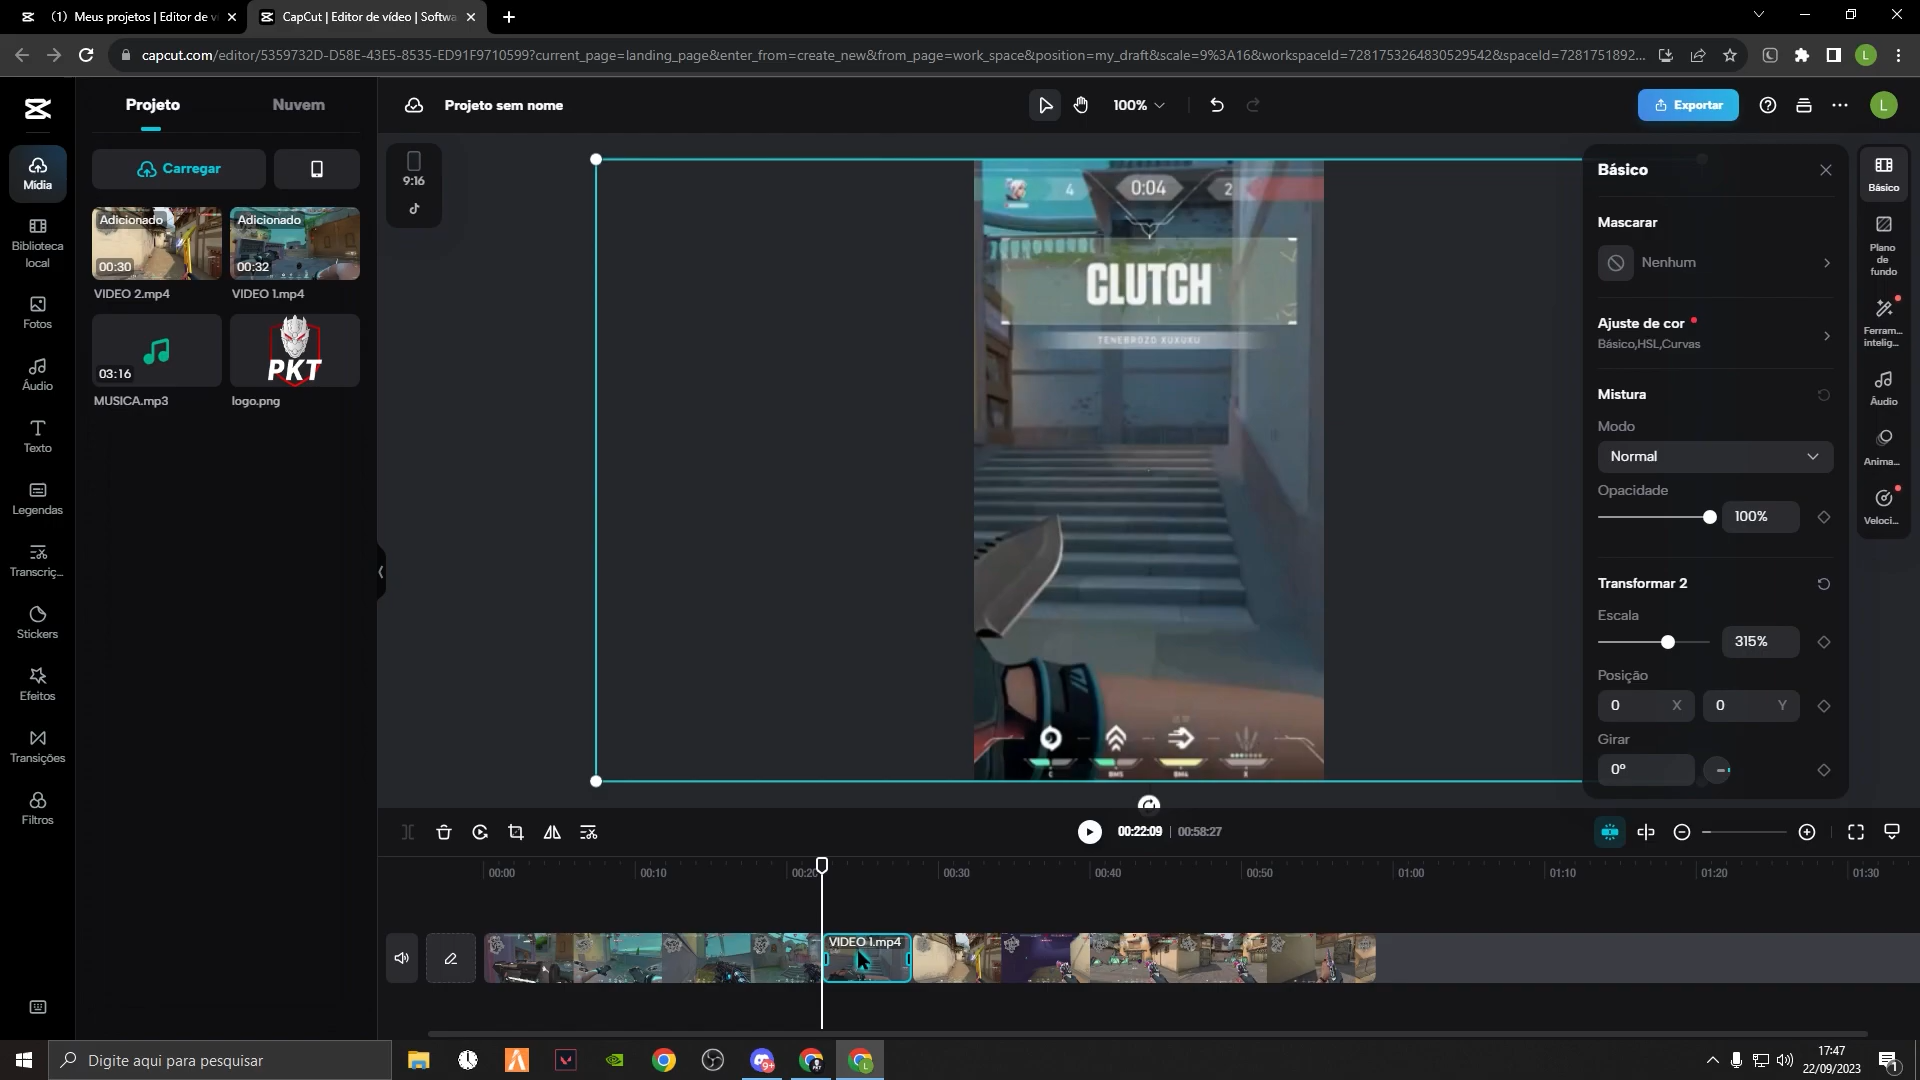 (1) Meus projetos | Editor de v
CapCut | Editor de vídeo | Softwa
capcut.com/editor/5359732D-D58E-43E5-8535-ED91F9710599?current_page=landing_page&enter_from=create_new&from_page=work_space&position=my_draft&scale=9%3A16&workspaceId=7281753264830529542&spaceId=7281751892...
L
Projeto
Nuvem
Projeto sem nome
100%
Exportar
L
Carregar
Mídia
Biblioteca
local
Fotos
Áudio
Texto
Legendas
Transcriç...
Stickers
Efeitos
Transições
Filtros
Adicionado
00:30
VIDEO 2.mp4
Adicionado
00:32
VIDEO 1.mp4
03:16
MUSICA.mp3
PKT
logo.png
9:16
4
0:04
2
CLUTCH
TENEBROZO XUXUKU
C
X
Básico
Mascarar
Nenhum
Ajuste de cor
Básico,HSL,Curvas
Mistura
Modo
Normal
Opacidade
100%
Transformar 2
Escala
315%
Posição
0 X
0 Y
Girar
0º
Básico
Plano
de
fundo
Ferram...
intelig...
Áudio
Anima...
Veloci...
00:22:09 | 00:58:27
00:00
00:10
00:20
00:30
00:40
00:50
01:00
01:10
01:20
01:30
VIDEO 1.mp4
Digite aqui para pesquisar
9+
L
17:47
22/09/2023
1